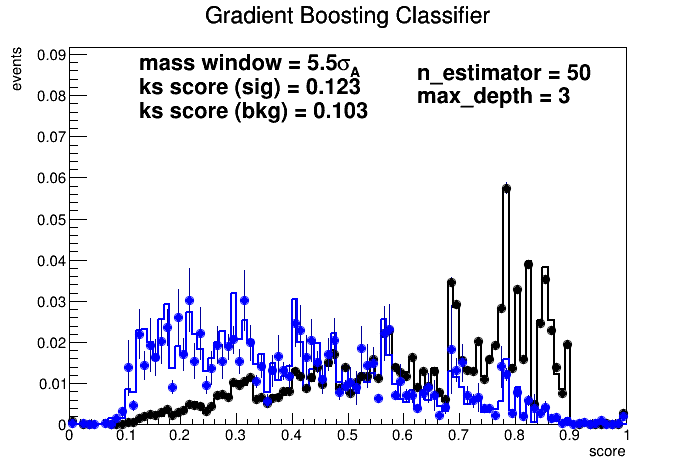 Gradient Boosting Classifier
events
mass window = 5.5σA
ks score (sig) = 0.123
ks score (bkg) = 0.103
n_estimator = 50
max_depth = 3
0.09
0.08
0.07
0.06
0.05
0.04
0.03
0.02
0.01
0
0 0.1 0.2 0.3 0.4 0.5 0.6 0.7 0.8 0.9 1
score